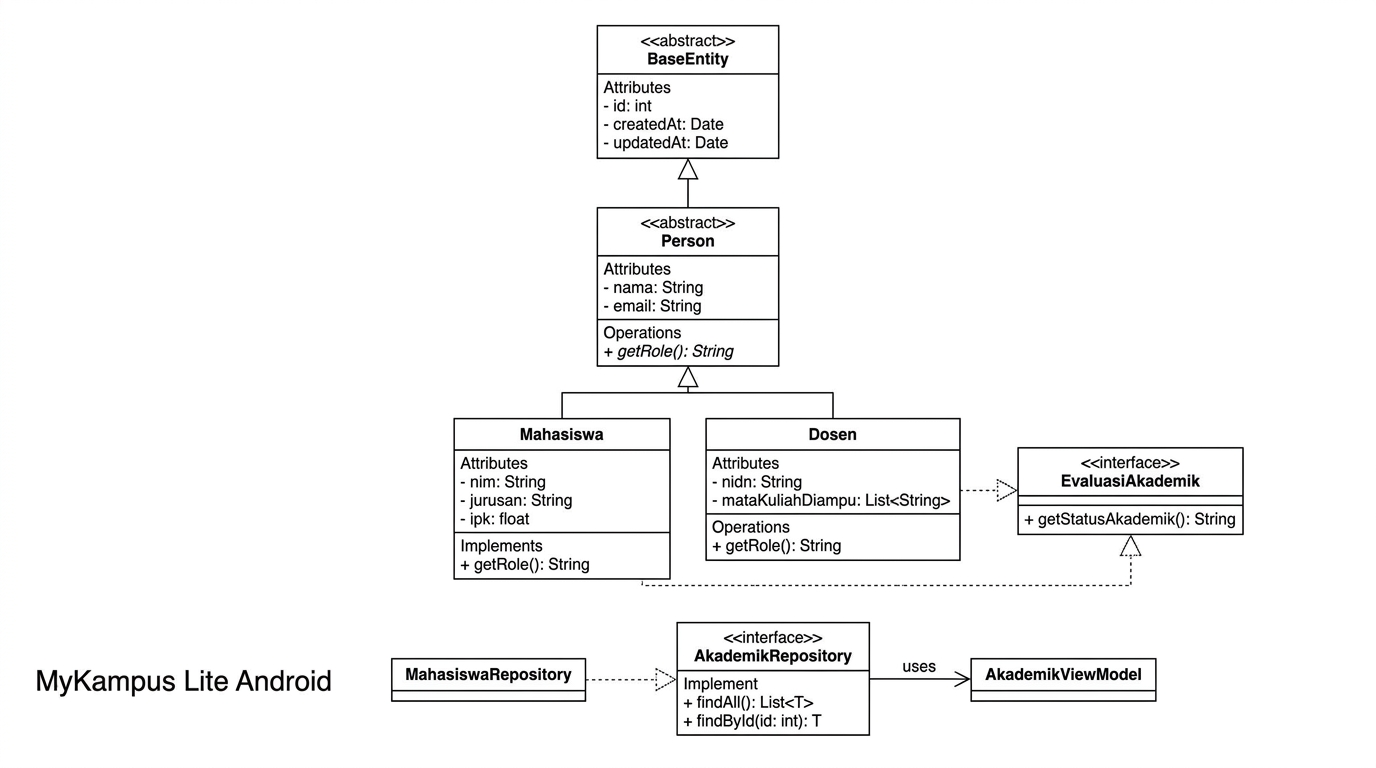 <<abstract>>
BaseEntity
Attributes
- id: int
- createdAt: Date
- updatedAt: Date
<<abstract>>
Person
Attributes
- nama: String
- email: String
Operations
+ getRole(): String
Mahasiswa
Attributes
- nim: String
- jurusan: String
- ipk: float
Implements
+ getRole(): String
Dosen
Attributes
- nidn: String
- mataKuliahDiampu: List<String>
Operations
+ getRole(): String
<<interface>>
EvaluasiAkademik
+ getStatusAkademik(): String
MyKampus Lite Android
MahasiswaRepository
<<interface>>
AkademikRepository
Implement
+ findAll(): List<T>
+ findById(id: int): T
uses
AkademikViewModel